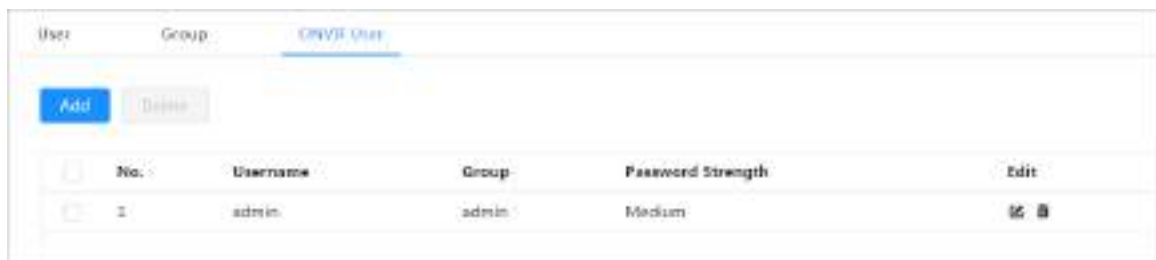 User Group ONVIF User
Add Delete
No. Username Group Password Strength Edit
1 admin admin Medium